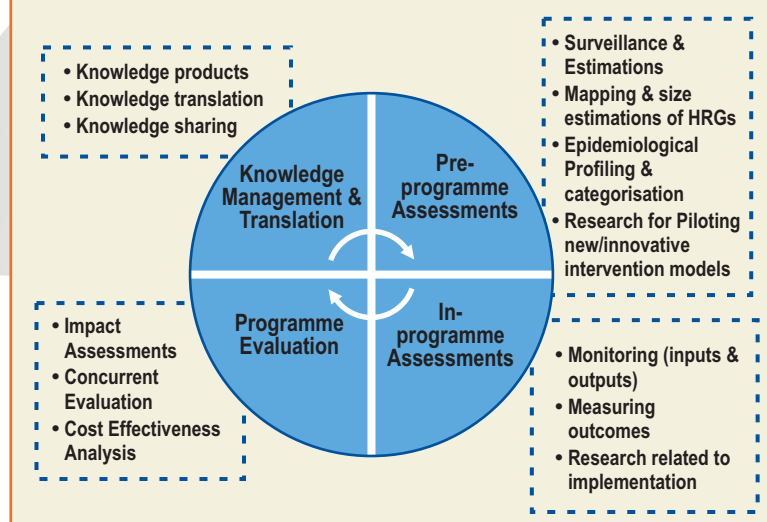 • Knowledge products
• Knowledge translation
• Knowledge sharing
Knowledge
Management &
Translation
Pre-
programme
Assessments
• Surveillance &
Estimations
• Mapping & size
estimations of HRGs
• Epidemiological
Profiling &
categorisation
• Research for Piloting
new/innovative
intervention models
• Impact
Assessments
• Concurrent
Evaluation
• Cost Effectiveness
Analysis
Programme
Evaluation
In-
programme
Assessments
• Monitoring (inputs &
outputs)
• Measuring
outcomes
• Research related to
implementation